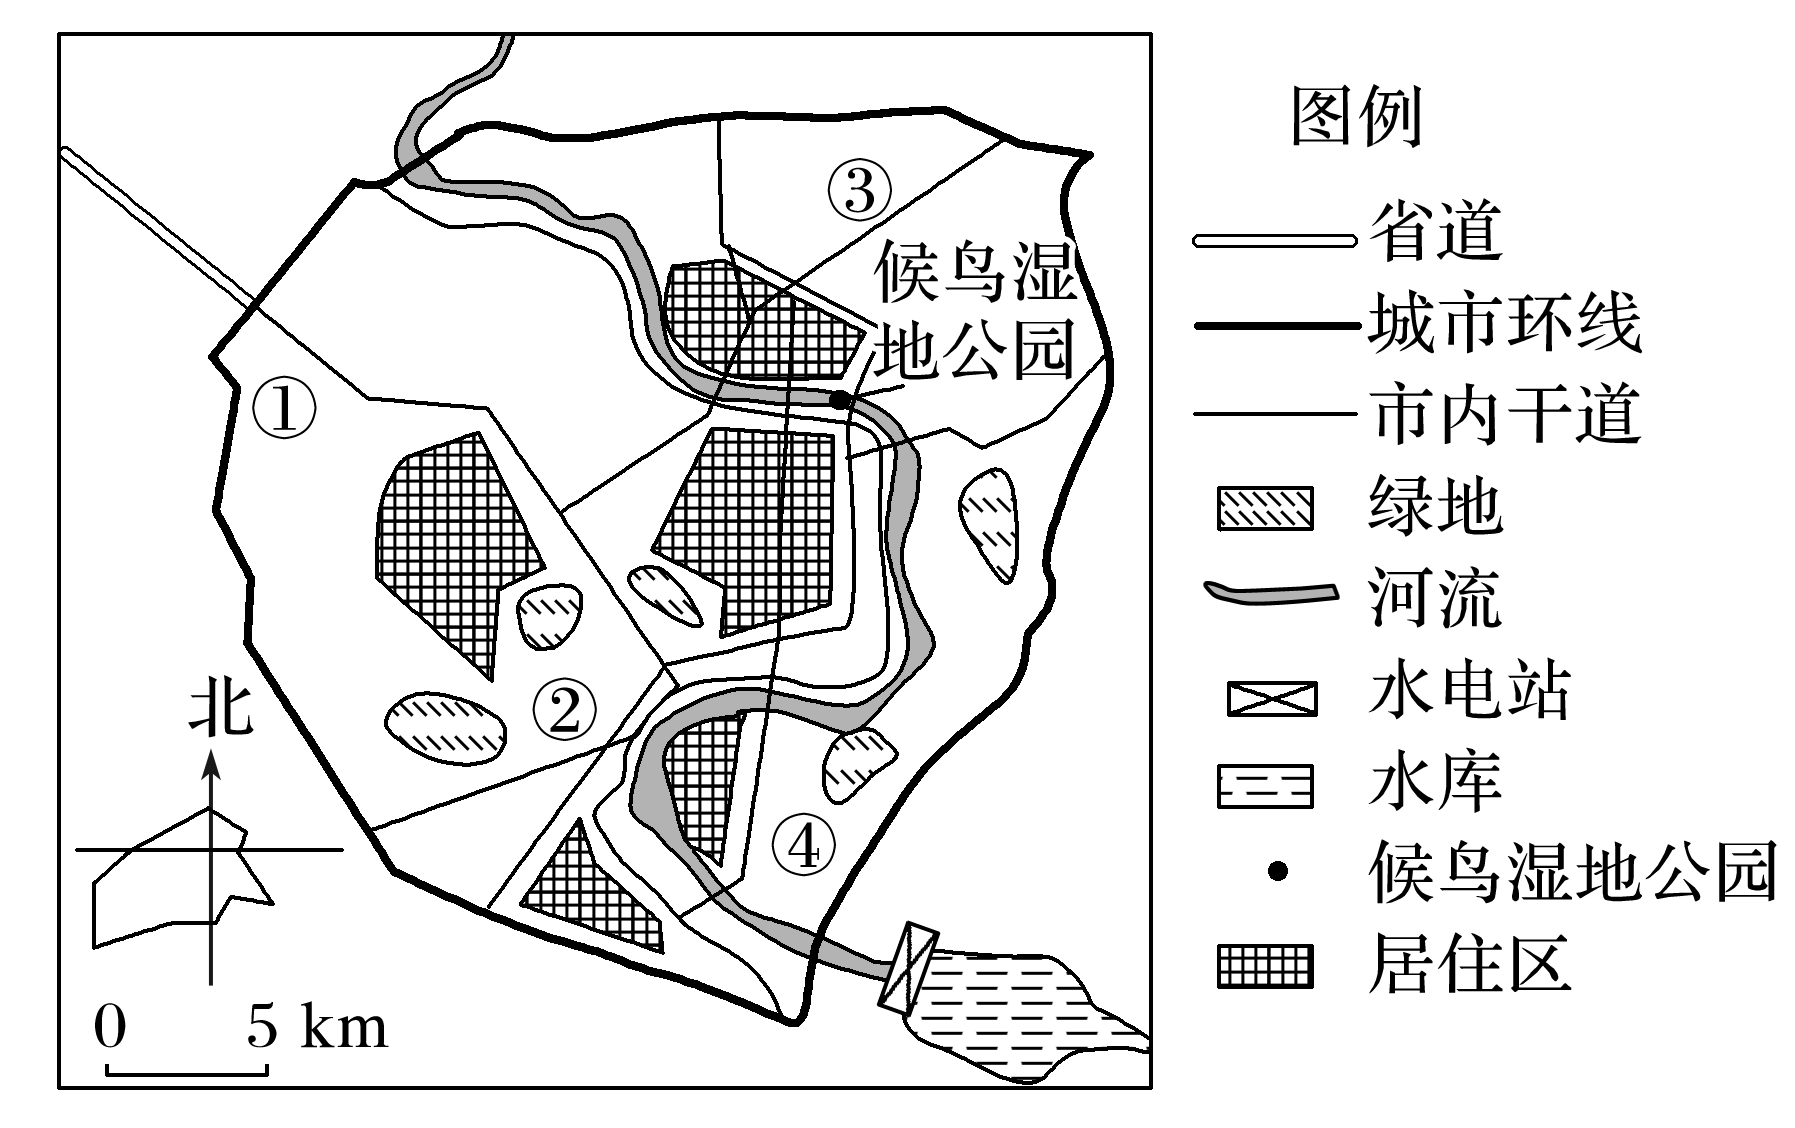 图例
③
省道
候鸟湿
地公园
城市环线
①
市内干道
绿地
河流
北
②
水电站
水库
④
候鸟湿地公园
居住区
0 5 km